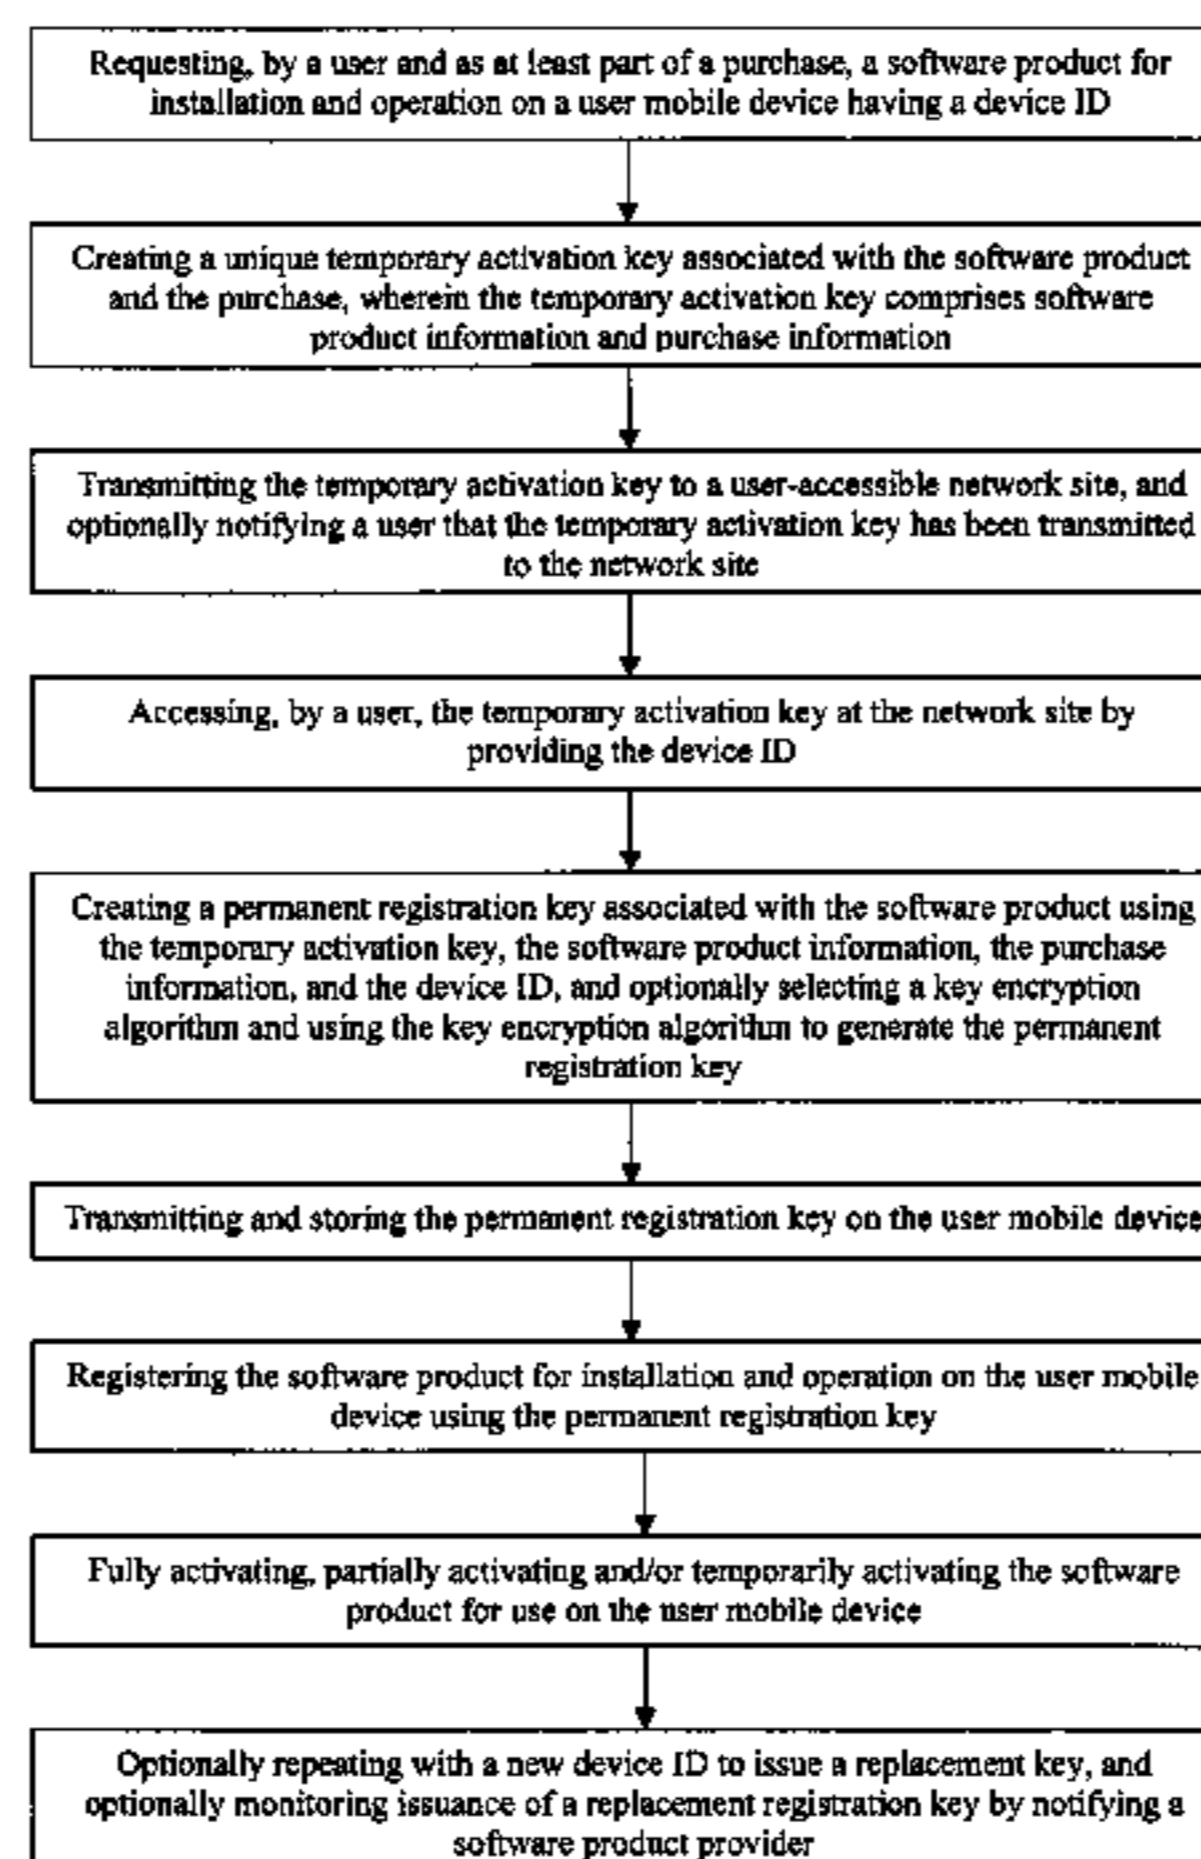 Requesting, by a user and as at least part of a purchase, a software product for
installation and operation on a user mobile device having a device ID
Creating a unique temporary activation key associated with the software product
and the purchase, wherein the temporary activation key comprises software
product information and purchase information
Transmitting the temporary activation key to a user-accessible network site, and
optionally notifying a user that the temporary activation key has been transmitted
to the network site
Accessing, by a user, the temporary activation key at the network site by
providing the device ID
Creating a permanent registration key associated with the software product using
the temporary activation key, the software product information, the purchase
information, and the device ID, and optionally selecting a key encryption
algorithm and using the key encryption algorithm to generate the permanent
registration key
Transmitting and storing the permanent registration key on the user mobile device
Registering the software product for installation and operation on the user mobile
device using the permanent registration key
Fully activating, partially activating and/or temporarily activating the software
product for use on the user mobile device
Optionally repeating with a new device ID to issue a replacement key, and
optionally monitoring issuance of a replacement registration key by notifying a
software product provider